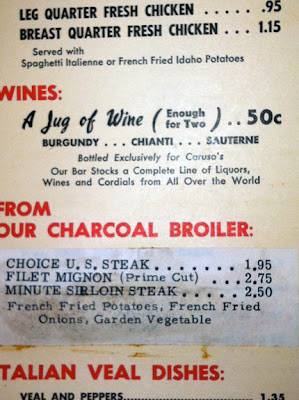 LEG QUARTER FRESH CHICKEN ..... .95
BREAST QUARTER FRESH CHICKEN ... 1.15
Served with
Spaghetti Italienne or French Fried Idaho Potatoes
WINES:
A Jug of Wine (Enough for Two) .. 50c
BURGUNDY . . . CHIANTI . . . SAUTERNE
Bottled Exclusively for Caruso's
Our Bar Stocks a Complete Line of Liquors,
Wines and Cordials from All Over the World
FROM
OUR CHARCOAL BROILER:
CHOICE U. S. STEAK . . . . . . . 1.95
FILET MIGNON (Prime Cut) . . . . 2.75
MINUTE SIRLOIN STEAK . . . . . 2.50
French Fried Potatoes, French Fried
Onions, Garden Vegetable
ITALIAN VEAL DISHES:
VEAL AND PEPPERS........................1.35